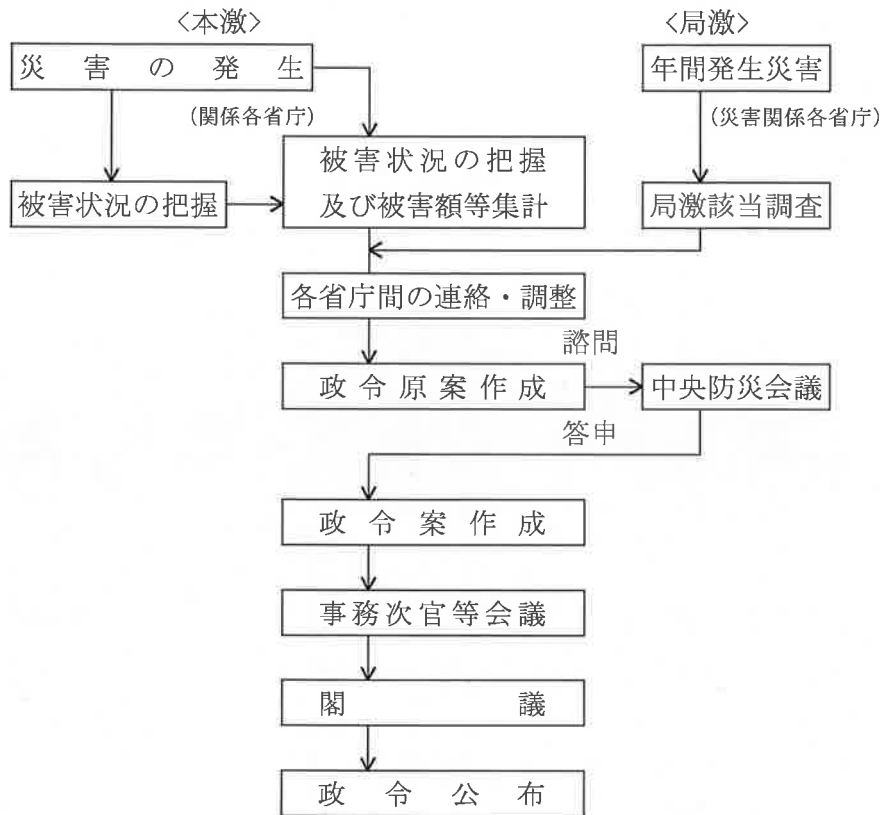 〈本激〉
〈局激〉
災害の発生
年間発生災害
(関係各省庁)
(災害関係各省庁)
被害状況の把握
被害状況の把握
及び被害額等集計
局激該当調査
各省庁間の連絡・調整
諮問
政令原案作成
中央防災会議
答申
政令案作成
事務次官等会議
閣議
政令公布